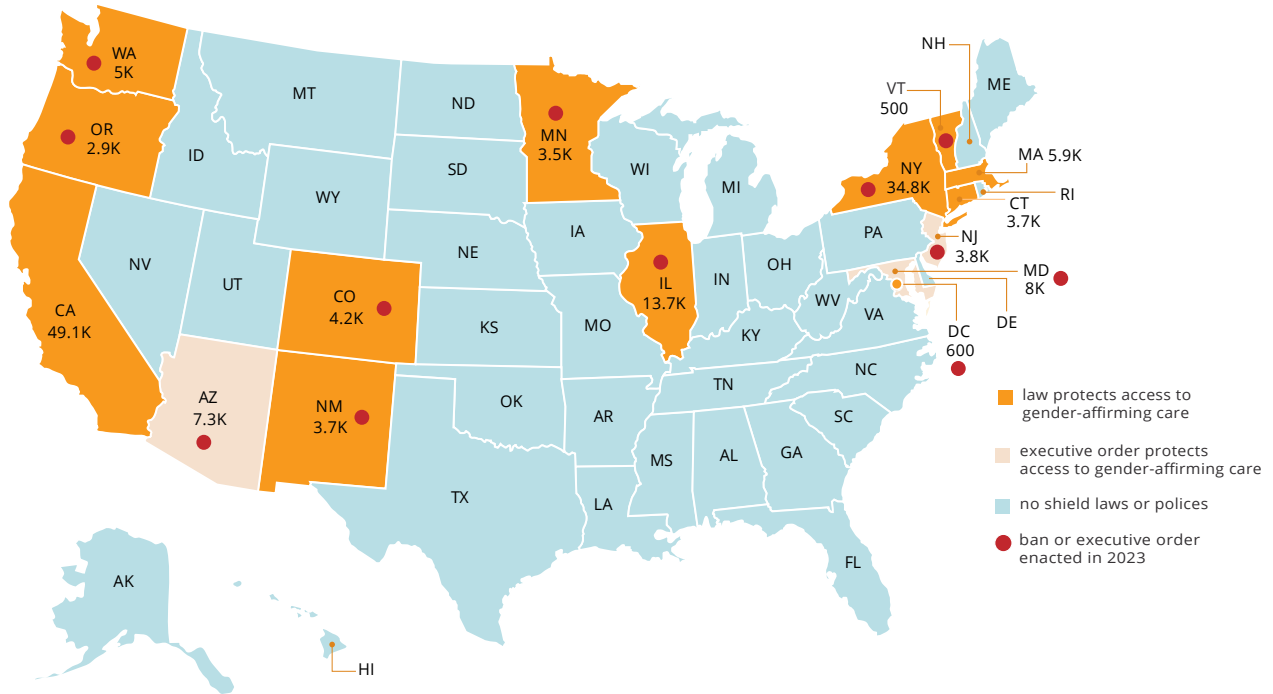 WA
5K
OR
2.9K
CA
49.1K
ID
NV
MT
WY
UT
AZ
7.3K
CO
4.2K
NM
3.7K
ND
SD
NE
KS
OK
TX
MN
3.5K
IA
MO
AR
LA
WI
IL
13.7K
MI
IN
OH
KY
TN
MS
AL
GA
FL
SC
NC
VA
WV
PA
NY
34.8K
VT
500
NH
ME
MA 5.9K
RI
CT
3.7K
NJ
3.8K
MD
8K
DE
DC
600
AK
HI
law protects access to
gender-affirming care
executive order protects
access to gender-affirming care
no shield laws or polices
ban or executive order
enacted in 2023